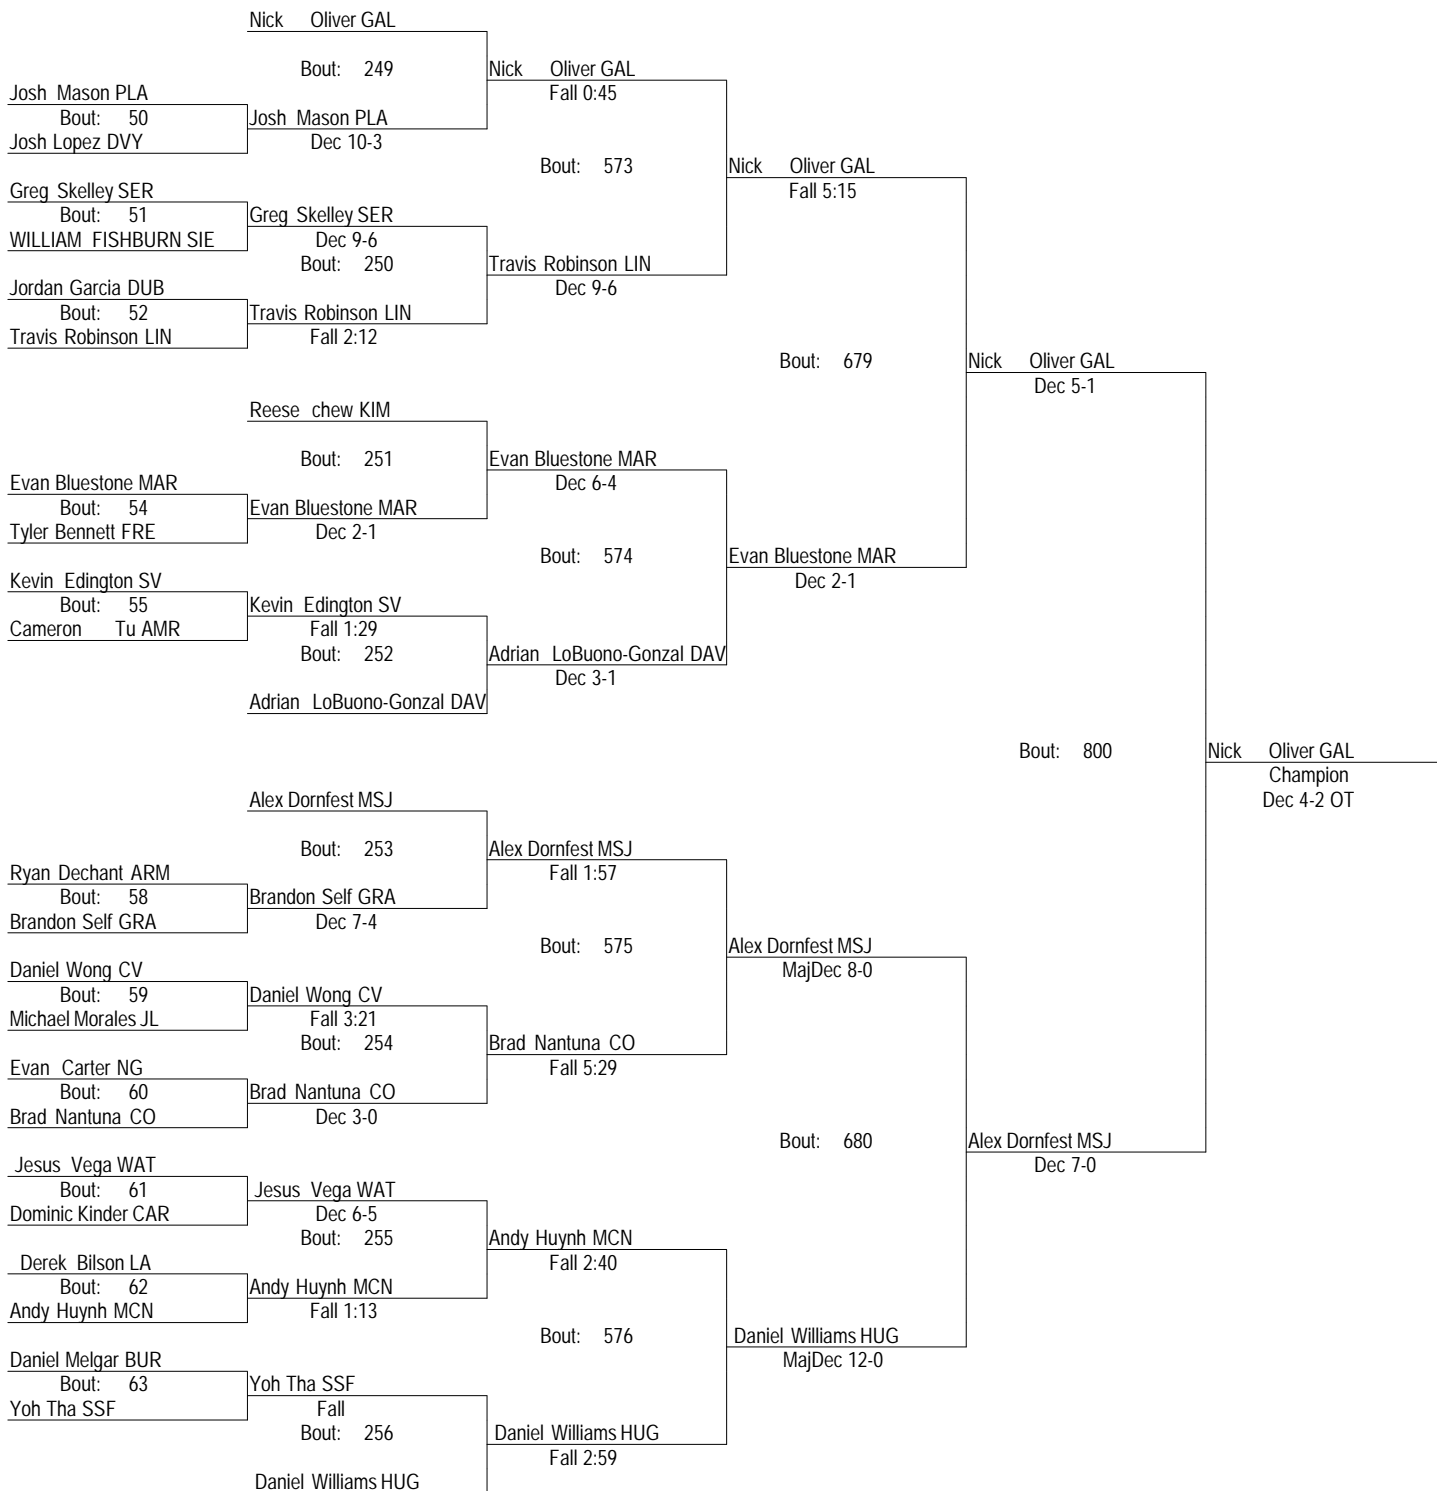 Nick Oliver GAL
Bout: 249
Nick Oliver GAL
Fall 0:45
Josh Mason PLA
Bout: 50
Josh Lopez DVY
Josh Mason PLA
Dec 10-3
Bout: 573
Nick Oliver GAL
Fall 5:15
Greg Skelley SER
Bout: 51
WILLIAM FISHBURN SIE
Greg Skelley SER
Dec 9-6
Bout: 250
Travis Robinson LIN
Dec 9-6
Jordan Garcia DUB
Bout: 52
Travis Robinson LIN
Travis Robinson LIN
Fall 2:12
Bout: 679
Nick Oliver GAL
Dec 5-1
Reese chew KIM
Bout: 251
Evan Bluestone MAR
Dec 6-4
Evan Bluestone MAR
Bout: 54
Tyler Bennett FRE
Evan Bluestone MAR
Dec 2-1
Bout: 574
Evan Bluestone MAR
Dec 2-1
Kevin Edington SV
Bout: 55
Cameron Tu AMR
Kevin Edington SV
Fall 1:29
Bout: 252
Adrian LoBuono-Gonzal DAV
Dec 3-1
Adrian LoBuono-Gonzal DAV
Bout: 800
Nick Oliver GAL
Champion
Dec 4-2 OT
Alex Dornfest MSJ
Bout: 253
Alex Dornfest MSJ
Fall 1:57
Ryan Dechant ARM
Bout: 58
Brandon Self GRA
Brandon Self GRA
Dec 7-4
Bout: 575
Alex Dornfest MSJ
MajDec 8-0
Daniel Wong CV
Bout: 59
Michael Morales JL
Daniel Wong CV
Fall 3:21
Bout: 254
Brad Nantuna CO
Fall 5:29
Evan Carter NG
Bout: 60
Brad Nantuna CO
Brad Nantuna CO
Dec 3-0
Bout: 680
Alex Dornfest MSJ
Dec 7-0
Jesus Vega WAT
Bout: 61
Dominic Kinder CAR
Jesus Vega WAT
Dec 6-5
Bout: 255
Andy Huynh MCN
Fall 2:40
Derek Bilson LA
Bout: 62
Andy Huynh MCN
Andy Huynh MCN
Fall 1:13
Bout: 576
Daniel Williams HUG
MajDec 12-0
Daniel Melgar BUR
Bout: 63
Yoh Tha SSF
Yoh Tha SSF
Fall
Bout: 256
Daniel Williams HUG
Fall 2:59
Daniel Williams HUG